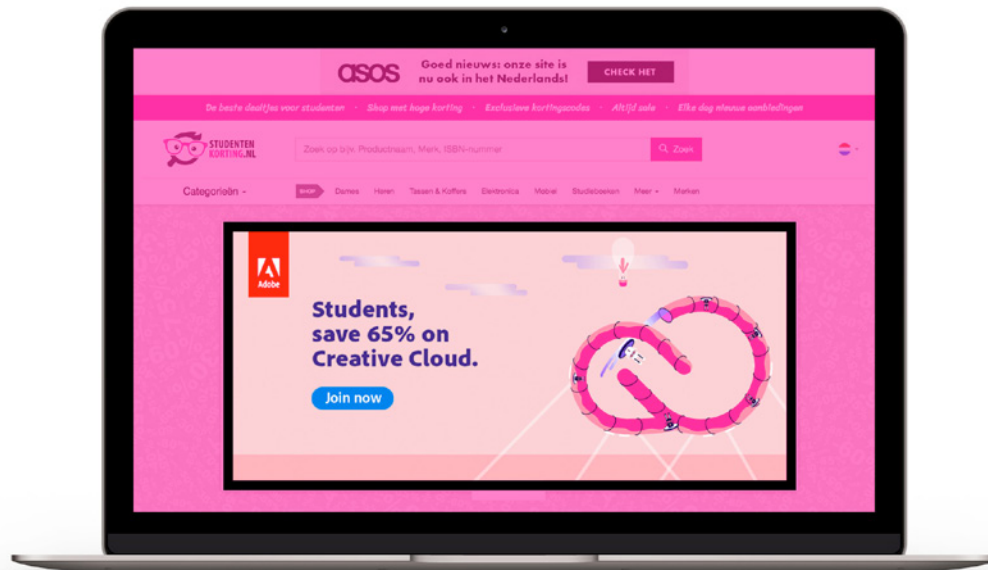 asos
Goed nieuws: onze site is
nu ook in het Nederlands!
CHECK HET
De beste dealtjes voor studenten · Shop met hoge korting · Exclusieve kortingscodes · Altijd sale · Elke dag nieuwe aanbiedingen
STUDENTEN
KORTING.NL
Zoek op bijv. Productnaam, Merk, ISBN-nummer
Zoek
Categorieën
SHOP Dames Heren Tassen & Koffers Elektronica Mobiel Studieboeken Meer Merken
Adobe
Students,
save 65% on
Creative Cloud.
Join now